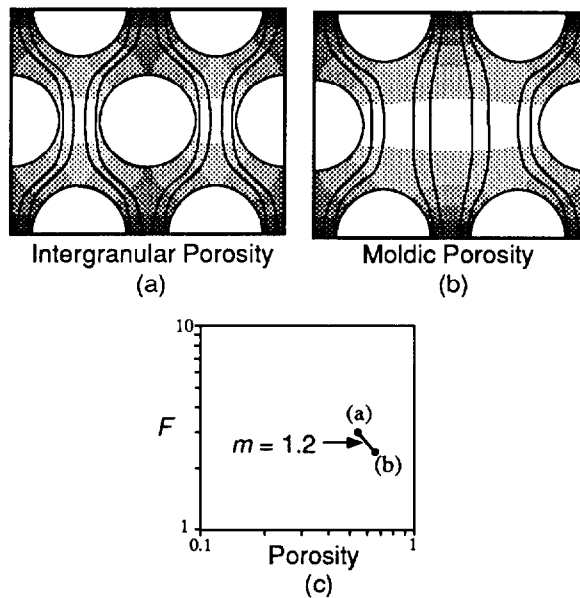 Intergranular Porosity
(a)
Moldic Porosity
(b)
10
F
(a)
m = 1.2
(b)
1
0.1
1
Porosity
(c)